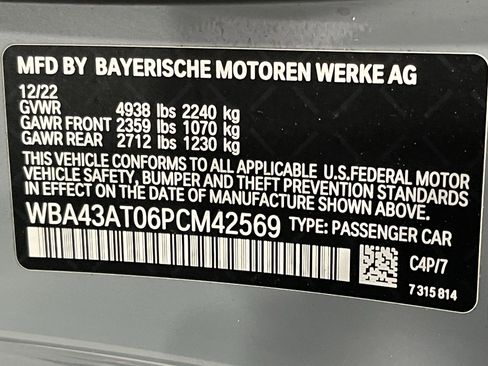 MFD BY BAYERISCHE MOTOREN WERKE AG
12/22
GVWR 4938 lbs 2240 kg
GAWR FRONT 2359 lbs 1070 kg
GAWR REAR 2712 lbs 1230 kg
THIS VEHICLE CONFORMS TO ALL APPLICABLE U.S.FEDERAL MOTOR
VEHICLE SAFETY, BUMPER AND THEFT PREVENTION STANDARDS
IN EFFECT ON THE DATE OF MANUFACTURE SHOWN ABOVE.
WBA43AT06PCM42569 TYPE: PASSENGER CAR
C4P/7
7 315 814